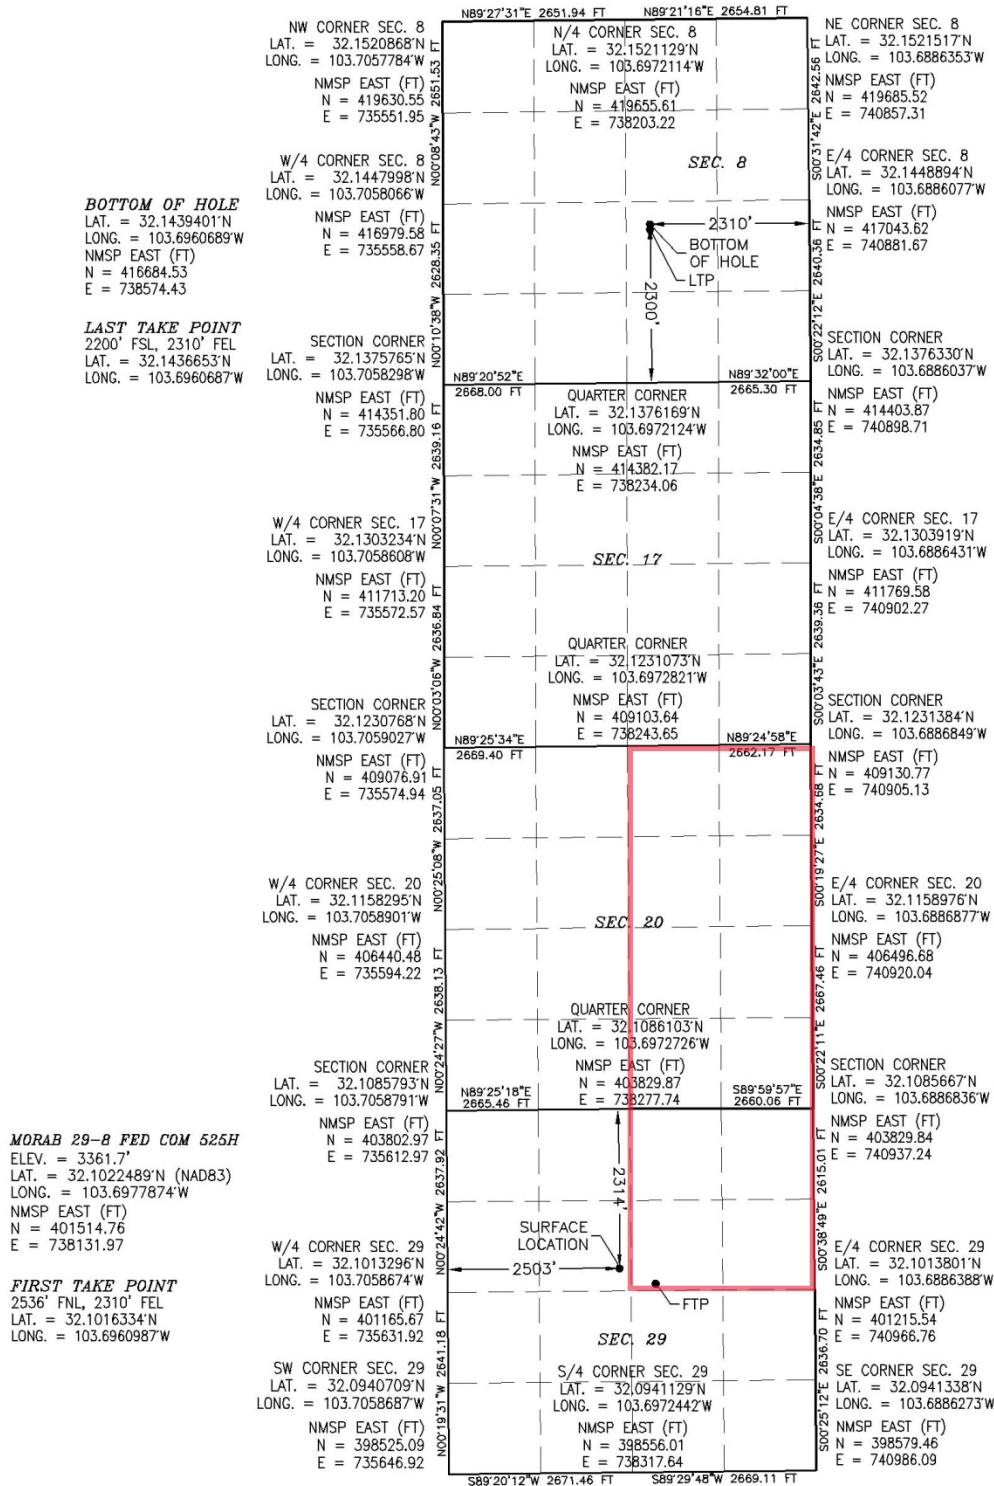 N89°27'31"E 2651.94 FT
N89°21'16"E 2654.81 FT
NW CORNER SEC. 8
LAT. = 32.1520868°N
LONG. = 103.7057784°W
NMSP EAST (FT)
N = 419630.55
E = 735551.95
N/4 CORNER SEC. 8
LAT. = 32.1521129°N
LONG. = 103.6972114°W
NMSP EAST (FT)
N = 419655.61
E = 738203.22
NE CORNER SEC. 8
LAT. = 32.1521517°N
LONG. = 103.6886353°W
NMSP EAST (FT)
N = 419685.52
E = 740857.31
N00°08'43"W 2651.53 FT
S00°31'42"E 2642.56 FT
SEC. 8
W/4 CORNER SEC. 8
LAT. = 32.1447998°N
LONG. = 103.7058066°W
NMSP EAST (FT)
N = 416979.58
E = 735558.67
E/4 CORNER SEC. 8
LAT. = 32.1448894°N
LONG. = 103.6886077°W
NMSP EAST (FT)
N = 417043.62
E = 740881.67
BOTTOM OF HOLE
LAT. = 32.1439401°N
LONG. = 103.6960689°W
NMSP EAST (FT)
N = 416684.53
E = 738574.43
2310'
BOTTOM
OF HOLE
LTP
2300'
N00°10'38"W 2628.35 FT
S00°22'12"E 2640.36 FT
LAST TAKE POINT
2200' FSL, 2310' FEL
LAT. = 32.1436653°N
LONG. = 103.6960687°W
SECTION CORNER
LAT. = 32.1375765°N
LONG. = 103.7058298°W
NMSP EAST (FT)
N = 414351.80
E = 735566.80
N89°20'52"E
2668.00 FT
N89°32'00"E
2665.30 FT
QUARTER CORNER
LAT. = 32.1376169°N
LONG. = 103.6972124°W
NMSP EAST (FT)
N = 414382.17
E = 738234.06
SECTION CORNER
LAT. = 32.1376330°N
LONG. = 103.6886037°W
NMSP EAST (FT)
N = 414403.87
E = 740898.71
N00°07'31"W 2639.16 FT
S00°04'38"E 2634.85 FT
W/4 CORNER SEC. 17
LAT. = 32.1303234°N
LONG. = 103.7058608°W
NMSP EAST (FT)
N = 411713.20
E = 735572.57
SEC. 17
E/4 CORNER SEC. 17
LAT. = 32.1303919°N
LONG. = 103.6886431°W
NMSP EAST (FT)
N = 411769.58
E = 740902.27
N00°03'06"W 2636.84 FT
S00°03'43"E 2639.36 FT
QUARTER CORNER
LAT. = 32.1231073°N
LONG. = 103.6972821°W
NMSP EAST (FT)
N = 409103.64
E = 738243.65
SECTION CORNER
LAT. = 32.1230768°N
LONG. = 103.7059027°W
NMSP EAST (FT)
N = 409076.91
E = 735574.94
N89°25'34"E
2669.40 FT
N89°24'58"E
2662.17 FT
SECTION CORNER
LAT. = 32.1231384°N
LONG. = 103.6886849°W
NMSP EAST (FT)
N = 409130.77
E = 740905.13
N00°25'08"W 2637.05 FT
S00°19'27"E 2634.68 FT
W/4 CORNER SEC. 20
LAT. = 32.1158295°N
LONG. = 103.7058901°W
NMSP EAST (FT)
N = 406440.48
E = 735594.22
SEC. 20
E/4 CORNER SEC. 20
LAT. = 32.1158976°N
LONG. = 103.6886877°W
NMSP EAST (FT)
N = 406496.68
E = 740920.04
N00°24'27"W 2638.13 FT
S00°22'11"E 2667.46 FT
QUARTER CORNER
LAT. = 32.1086103°N
LONG. = 103.6972726°W
NMSP EAST (FT)
N = 403829.87
E = 738277.74
SECTION CORNER
LAT. = 32.1085793°N
LONG. = 103.7058791°W
NMSP EAST (FT)
N = 403802.97
E = 735612.97
N89°25'18"E
2665.46 FT
S89°59'57"E
2660.06 FT
SECTION CORNER
LAT. = 32.1085667°N
LONG. = 103.6886836°W
NMSP EAST (FT)
N = 403829.84
E = 740937.24
MORAB 29-8 FED COM 525H
ELEV. = 3361.7'
LAT. = 32.1022489°N (NAD83)
LONG. = 103.6977874°W
NMSP EAST (FT)
N = 401514.76
E = 738131.97
N00°24'42"W 2637.92 FT
S00°38'49"E 2615.01 FT
2314'
SURFACE
LOCATION
2503'
FTP
W/4 CORNER SEC. 29
LAT. = 32.1013296°N
LONG. = 103.7058674°W
NMSP EAST (FT)
N = 401165.67
E = 735631.92
E/4 CORNER SEC. 29
LAT. = 32.1013801°N
LONG. = 103.6886388°W
NMSP EAST (FT)
N = 401215.54
E = 740966.76
FIRST TAKE POINT
2536' FNL, 2310' FEL
LAT. = 32.1016334°N
LONG. = 103.6960987°W
SEC. 29
N00°19'31"W 2641.18 FT
S00°25'12"E 2636.70 FT
SW CORNER SEC. 29
LAT. = 32.0940709°N
LONG. = 103.7058687°W
NMSP EAST (FT)
N = 398525.09
E = 735646.92
S/4 CORNER SEC. 29
LAT. = 32.0941129°N
LONG. = 103.6972442°W
NMSP EAST (FT)
N = 398556.01
E = 738317.64
SE CORNER SEC. 29
LAT. = 32.0941338°N
LONG. = 103.6886273°W
NMSP EAST (FT)
N = 398579.46
E = 740986.09
S89°20'12"W 2671.46 FT
S89°29'48"W 2669.11 FT